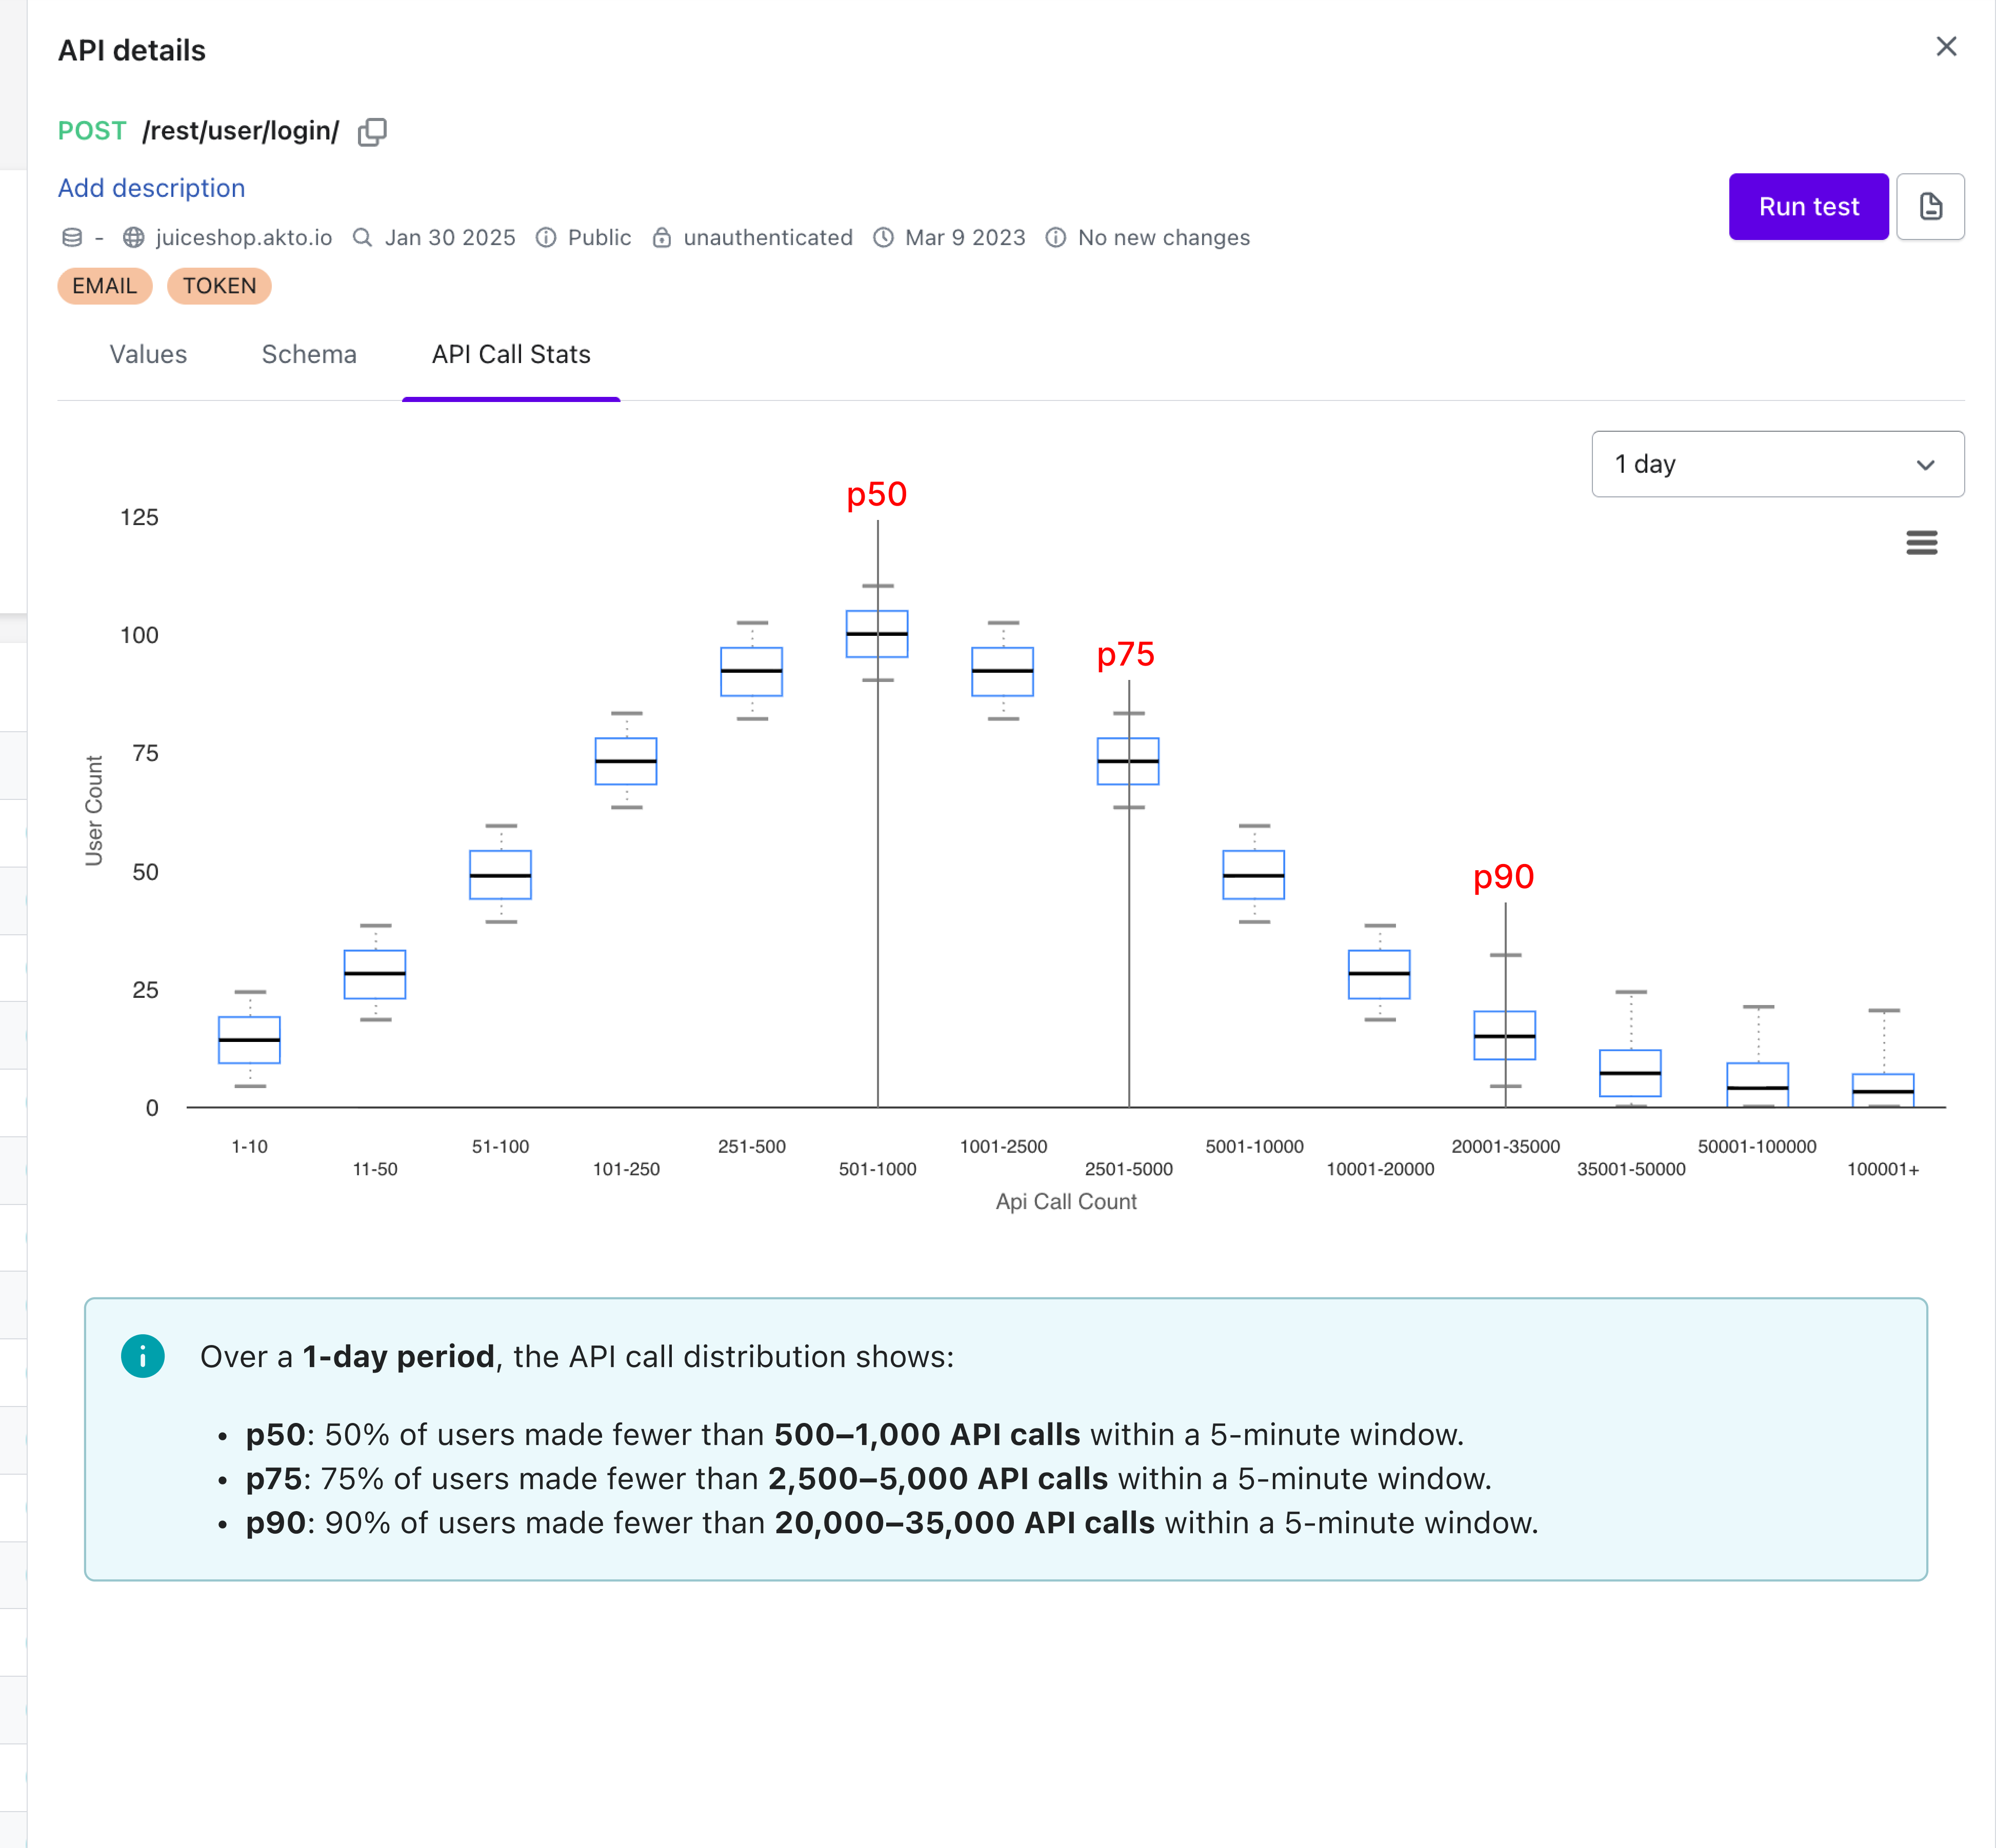 API details
POST /rest/user/login/
Add description
Run test
- juiceshop.akto.io Jan 30 2025 Public unauthenticated Mar 9 2023 No new changes
EMAIL TOKEN
Values Schema API Call Stats
1 day
p50
125
100
p75
75
User Count
50
p90
25
0
1-10 51-100 251-500 1001-2500 5001-10000 20001-35000 50001-100000
11-50 101-250 501-1000 2501-5000 10001-20000 35001-50000 100001+
Api Call Count
Over a 1-day period, the API call distribution shows:
• p50: 50% of users made fewer than 500–1,000 API calls within a 5-minute window.
• p75: 75% of users made fewer than 2,500–5,000 API calls within a 5-minute window.
• p90: 90% of users made fewer than 20,000–35,000 API calls within a 5-minute window.